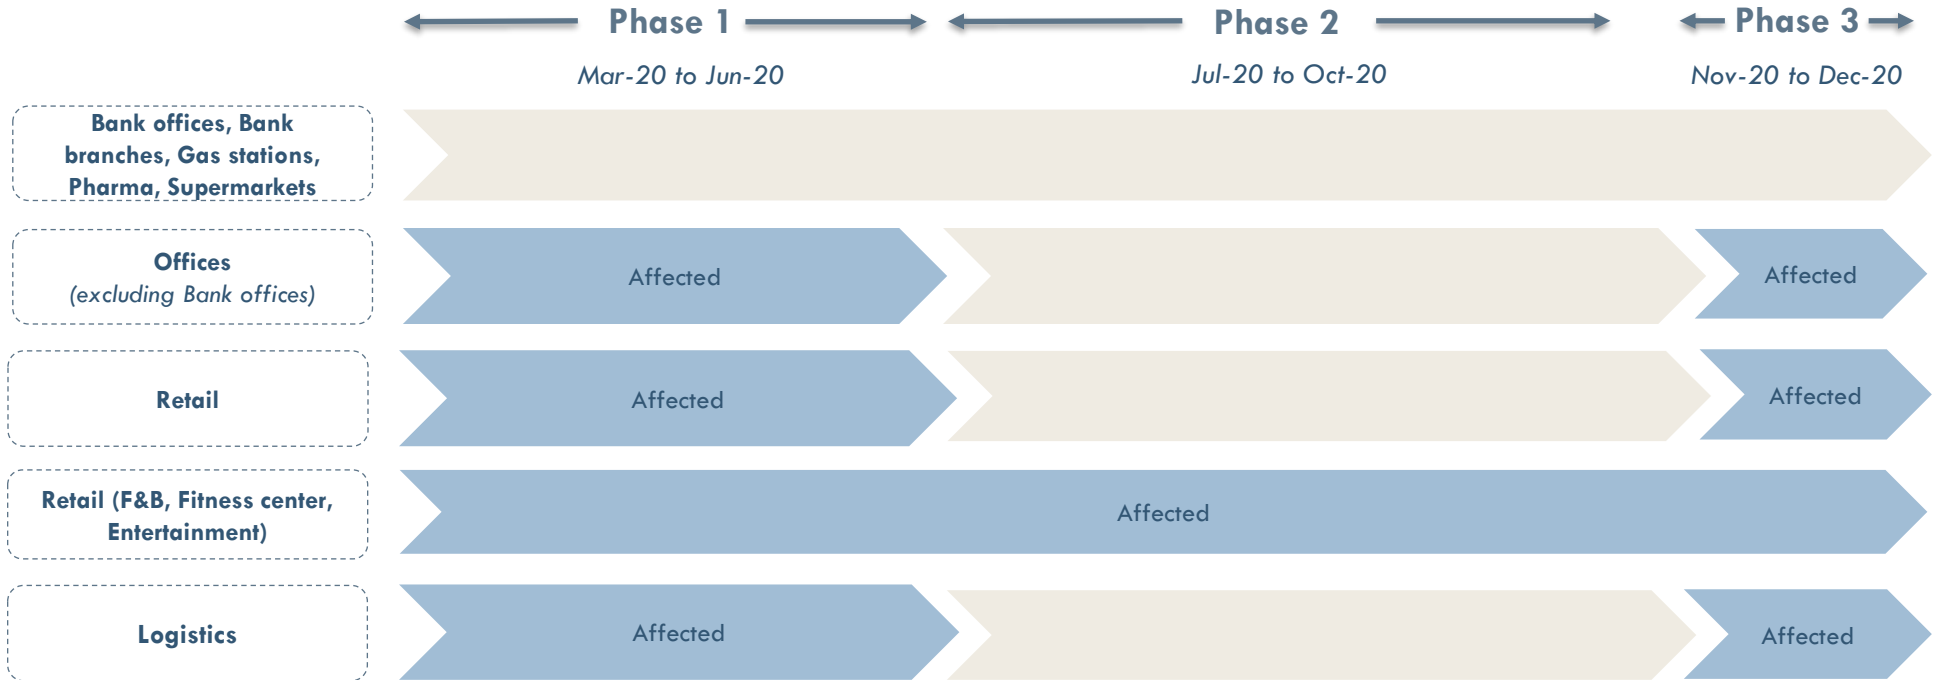 Phase 1
Phase 2
Phase 3
Mar-20 to Jun-20
Jul-20 to Oct-20
Nov-20 to Dec-20
Bank offices, Bank
branches, Gas stations,
Pharma, Supermarkets
Offices
(excluding Bank offices)
Affected
Affected
Retail
Affected
Affected
Retail (F&B, Fitness center,
Entertainment)
Affected
Logistics
Affected
Affected